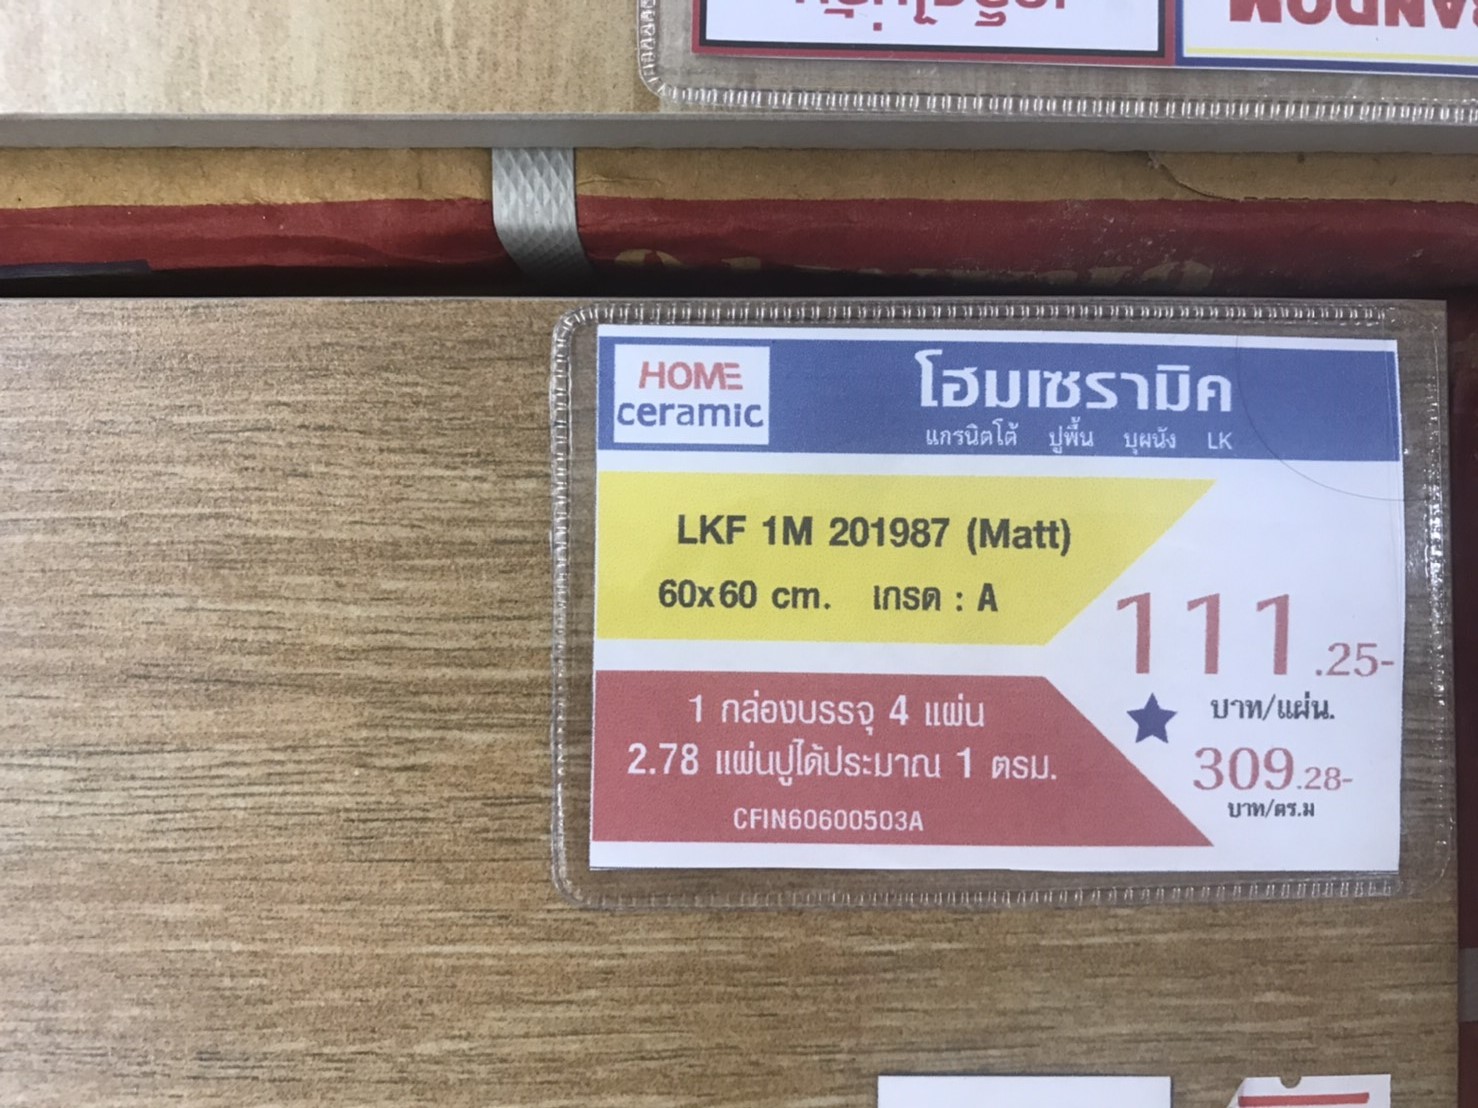 HOME
ceramic
โฮมเซรามิค
แกรนิตโต้ ปูพื้น บุผนัง LK
LKF 1M 201987 (Matt)
60x60 cm. เกรด : A
111.25-
บาท/แผ่น.
1 กล่องบรรจุ 4 แผ่น
2.78 แผ่นปูได้ประมาณ 1 ตรม.
CFIN60600503A
309.28-
บาท/ตร.ม